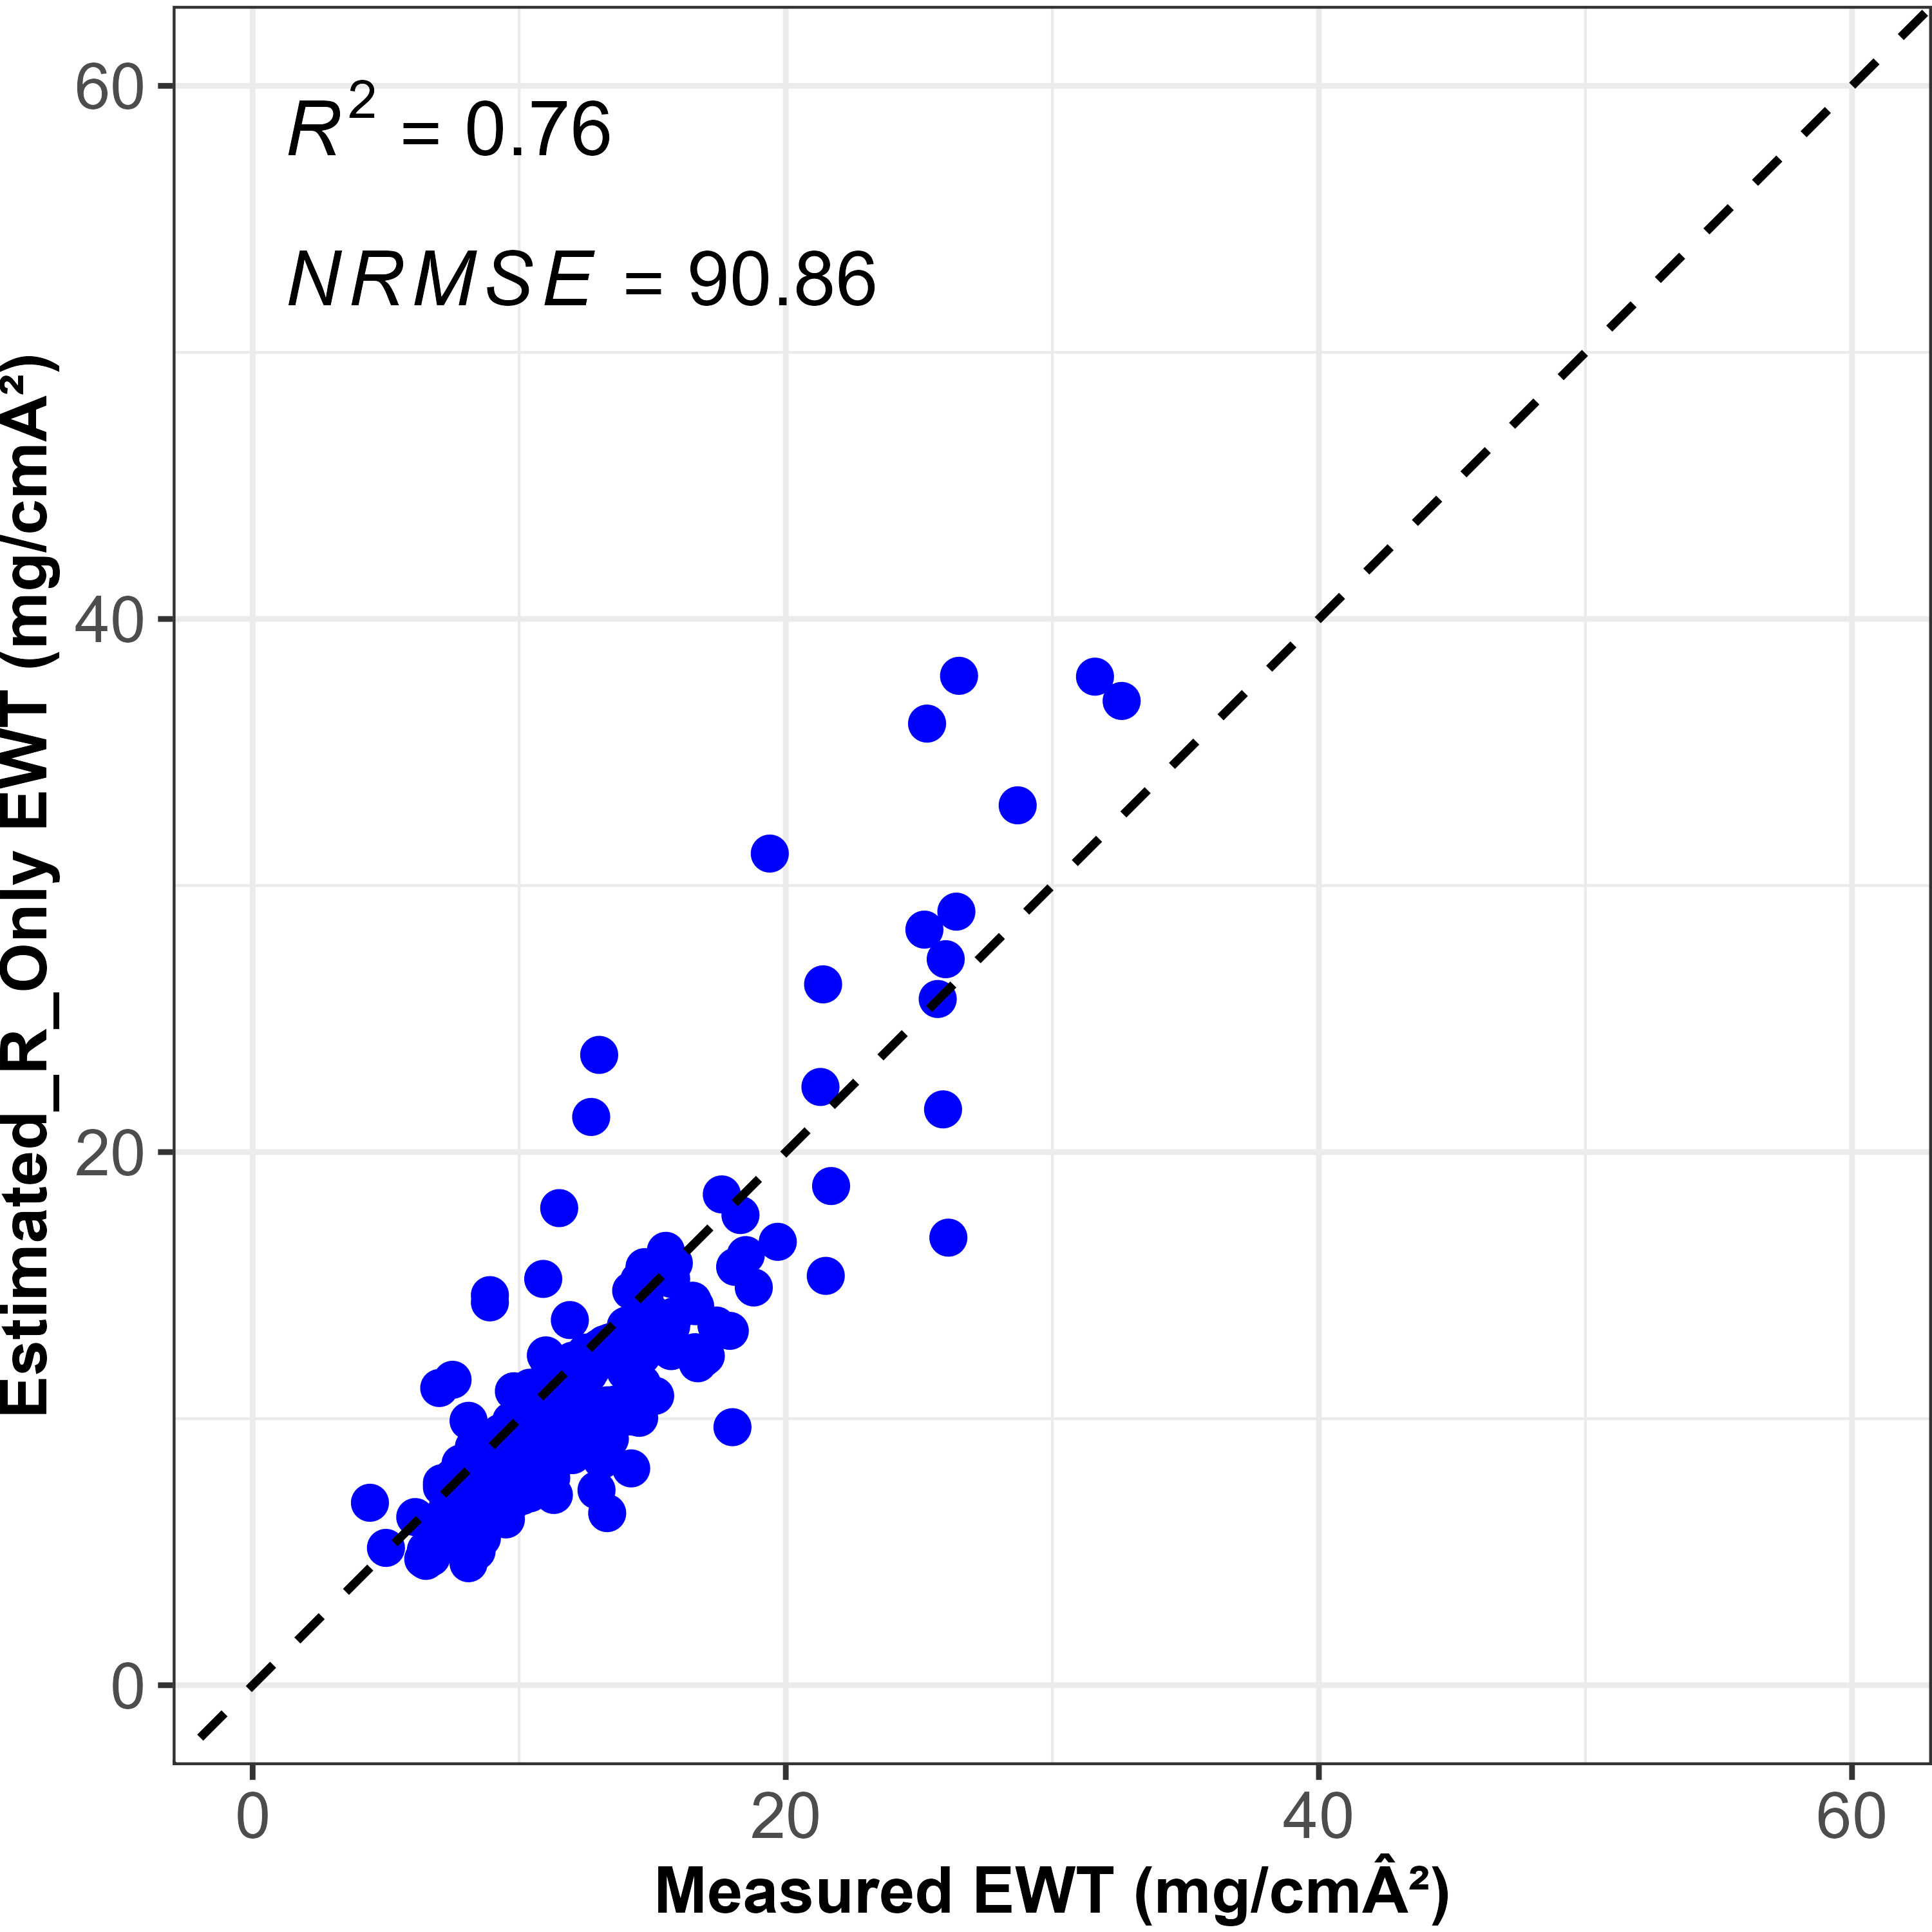 60
40
20
0
R² = 0.76
NRMSE = 90.86
Estimated_R_Only EWT (mg/cmÂ²)
0
20
40
60
Measured EWT (mg/cmÂ²)